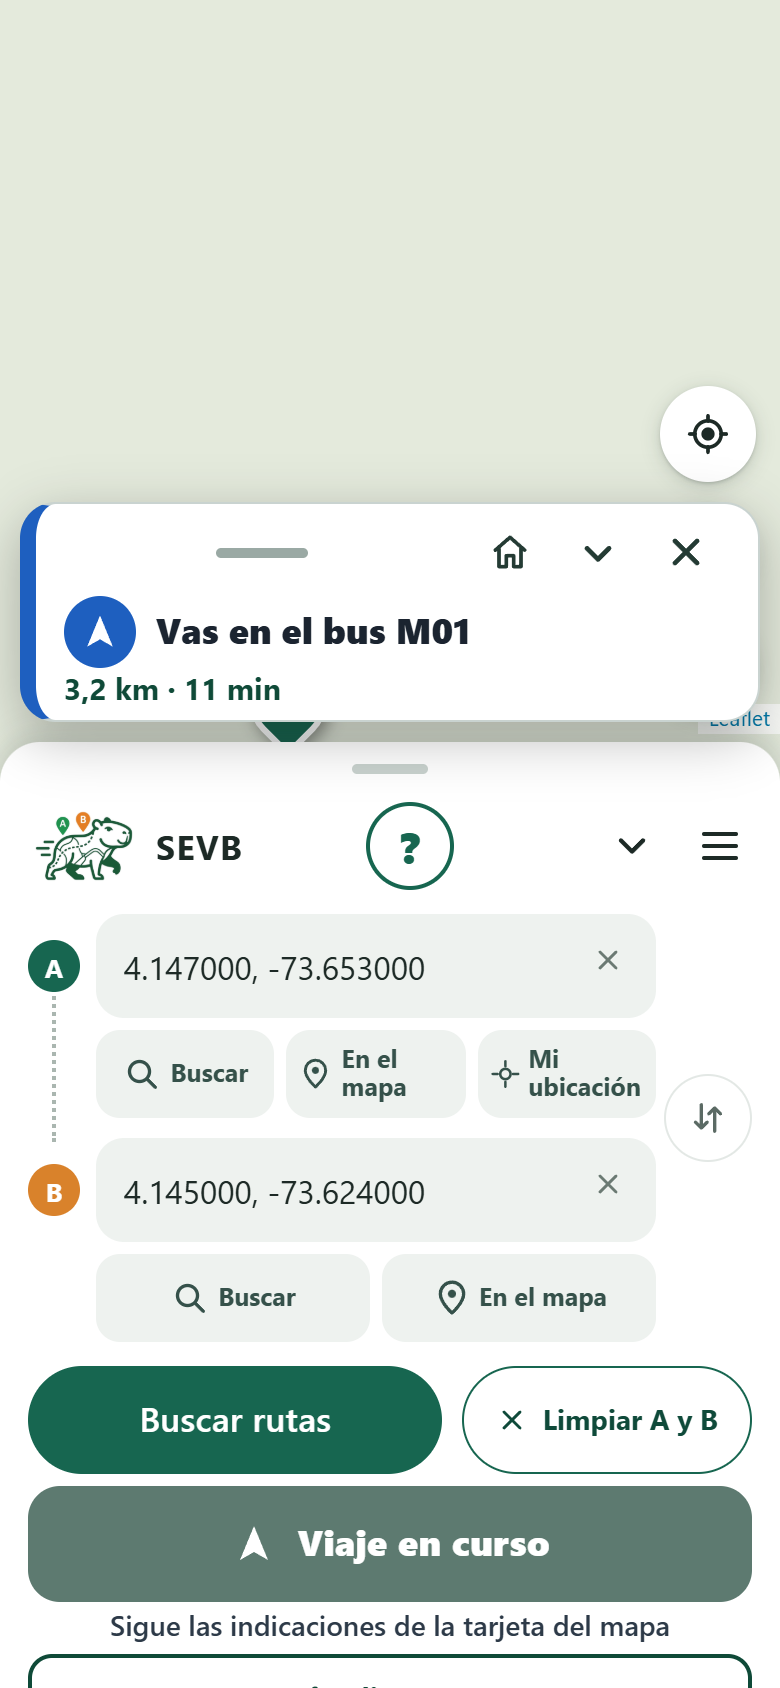 Vas en el bus M01
3,2 km · 11 min
Leaflet
A
B
SEVB
?
A
4.147000, -73.653000
Buscar
En el
mapa
Mi
ubicación
B
4.145000, -73.624000
Buscar
En el mapa
Buscar rutas
Limpiar A y B
Viaje en curso
Sigue las indicaciones de la tarjeta del mapa